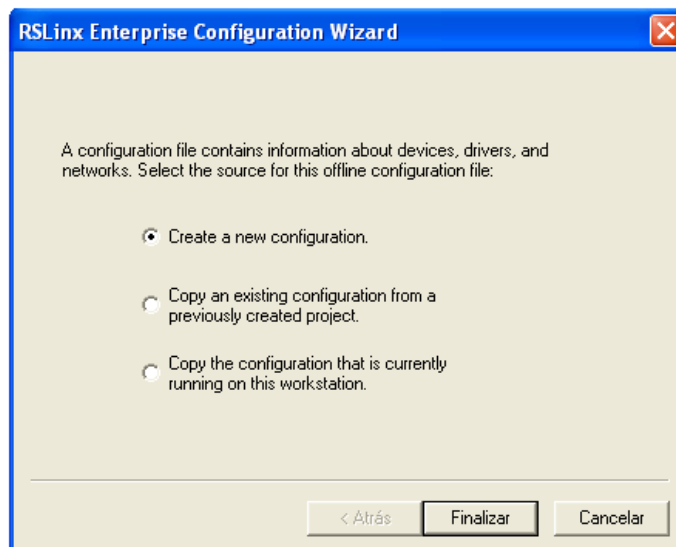 RSLinx Enterprise Configuration Wizard
A configuration file contains information about devices, drivers, and
networks. Select the source for this offline configuration file:
Create a new configuration.
Copy an existing configuration from a
previously created project.
Copy the configuration that is currently
running on this workstation.
< Atrás
Finalizar
Cancelar